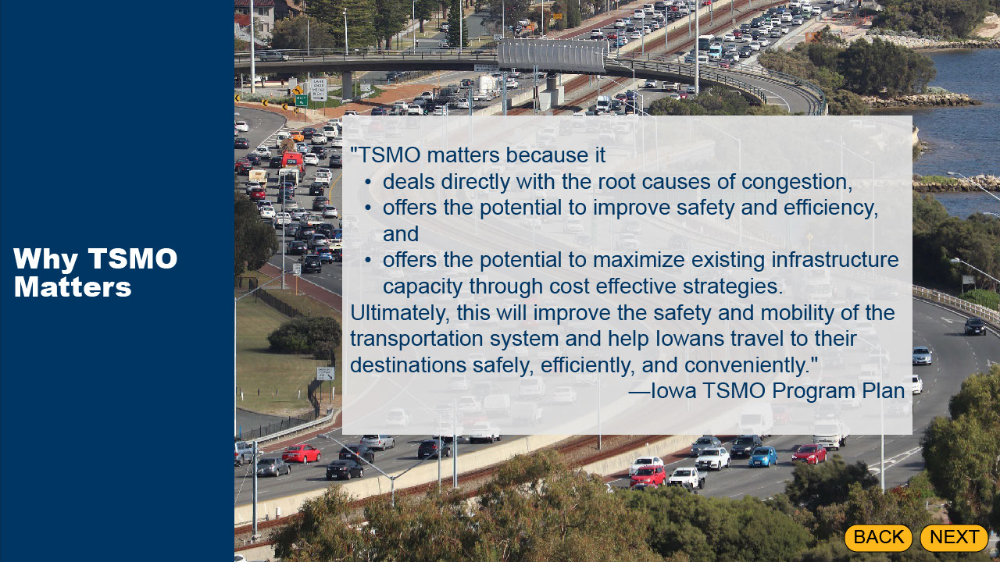 Why TSMO
Matters
"TSMO matters because it
• deals directly with the root causes of congestion,
• offers the potential to improve safety and efficiency,
and
• offers the potential to maximize existing infrastructure
capacity through cost effective strategies.
Ultimately, this will improve the safety and mobility of the
transportation system and help Iowans travel to their
destinations safely, efficiently, and conveniently."
—Iowa TSMO Program Plan
BACK NEXT